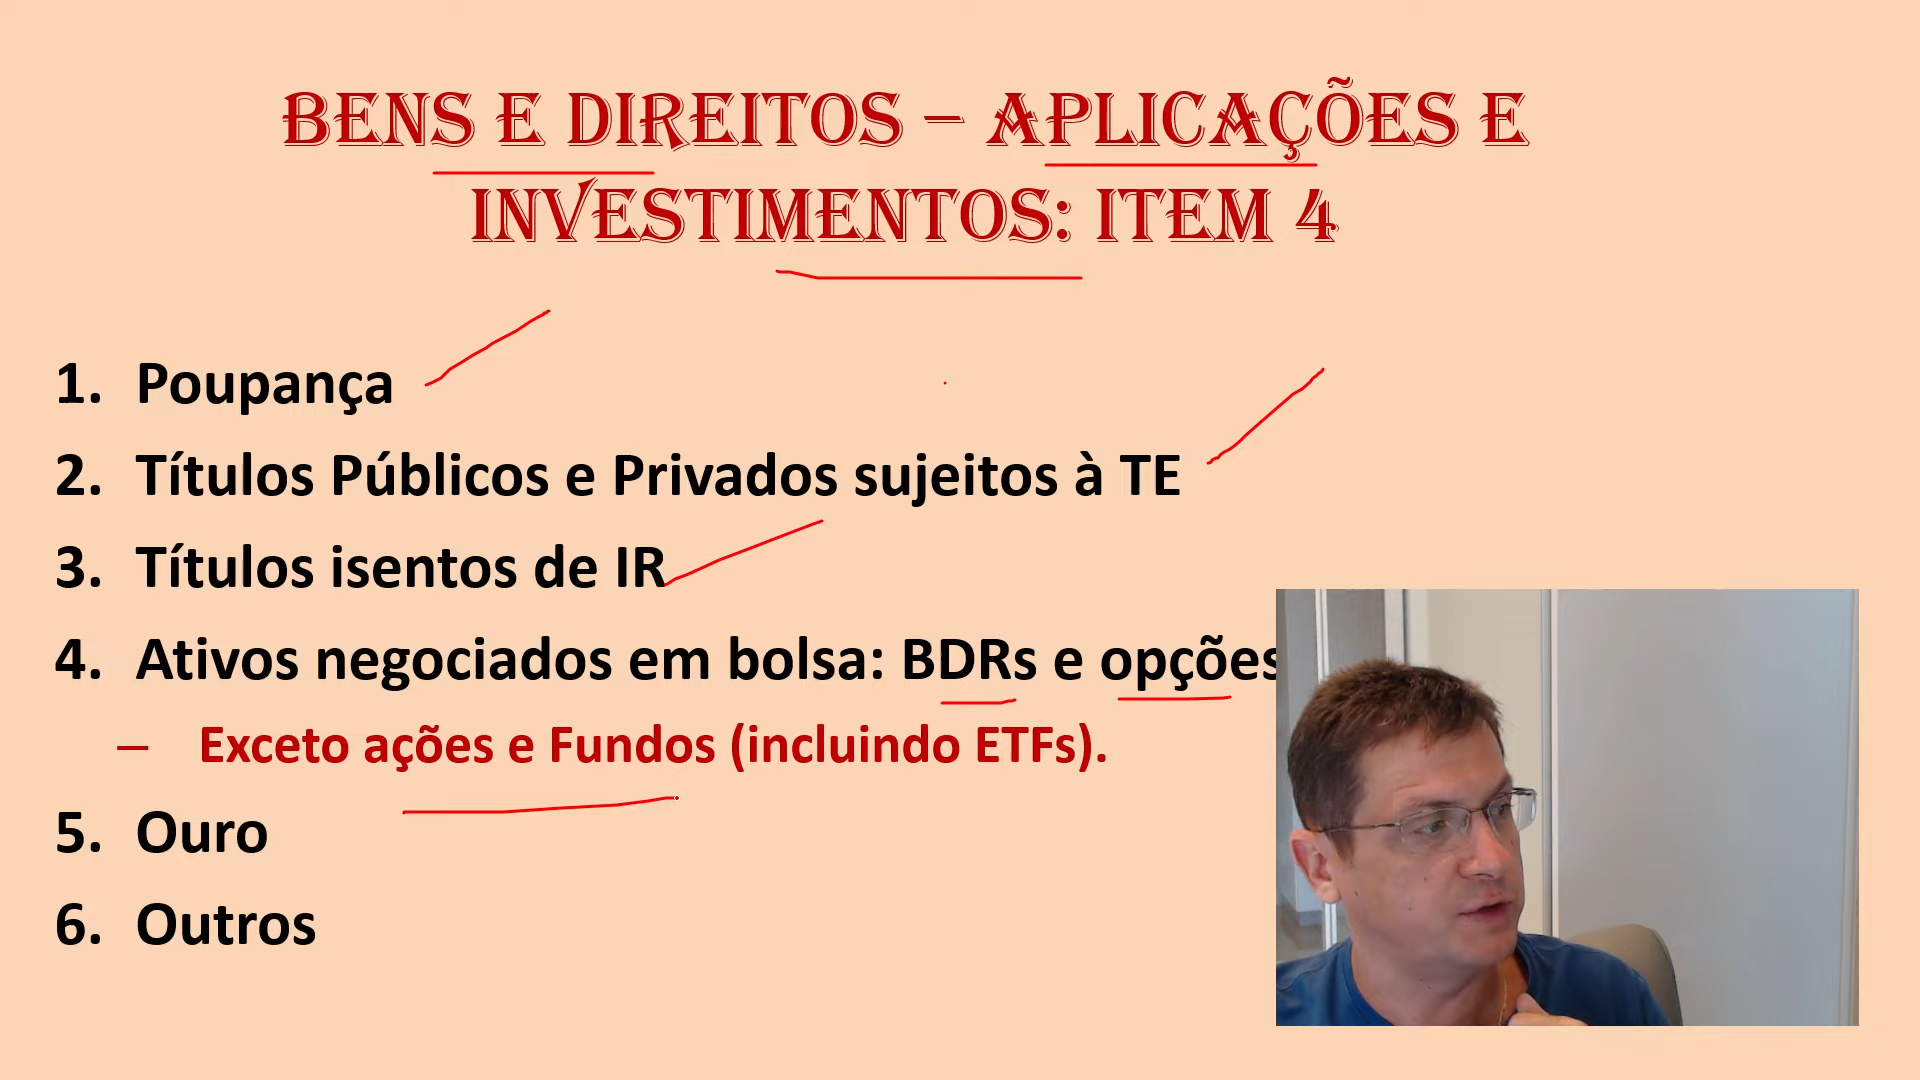 BENS E DIREITOS – APLICAÇÕES E
INVESTIMENTOS: ITEM 4
1. Poupança
2. Títulos Públicos e Privados sujeitos à TE
3. Títulos isentos de IR
4. Ativos negociados em bolsa: BDRs e opções
– Exceto ações e Fundos (incluindo ETFs).
5. Ouro
6. Outros